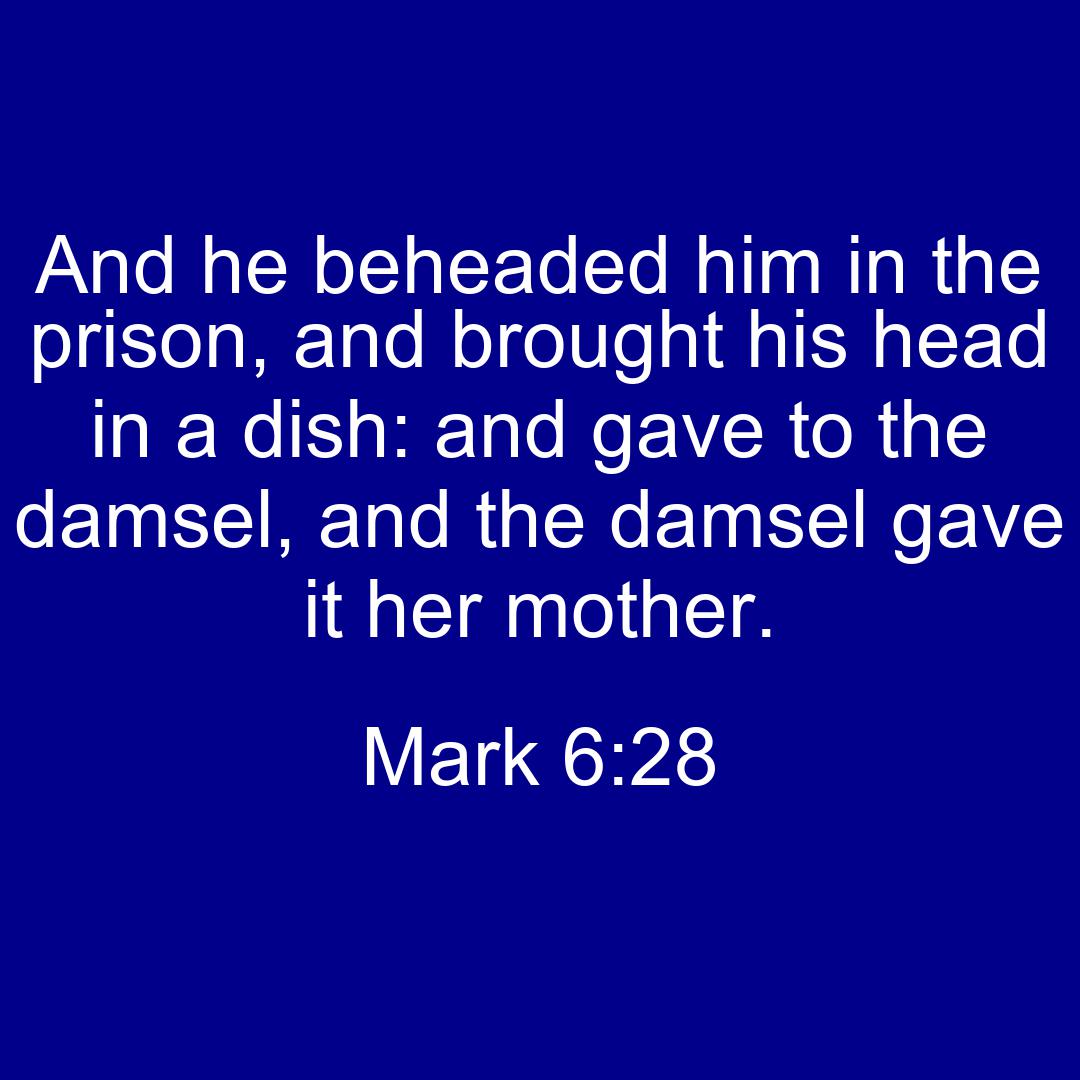 And he beheaded him in the
prison, and brought his head
in a dish: and gave to the
damsel, and the damsel gave
it her mother.
Mark 6:28